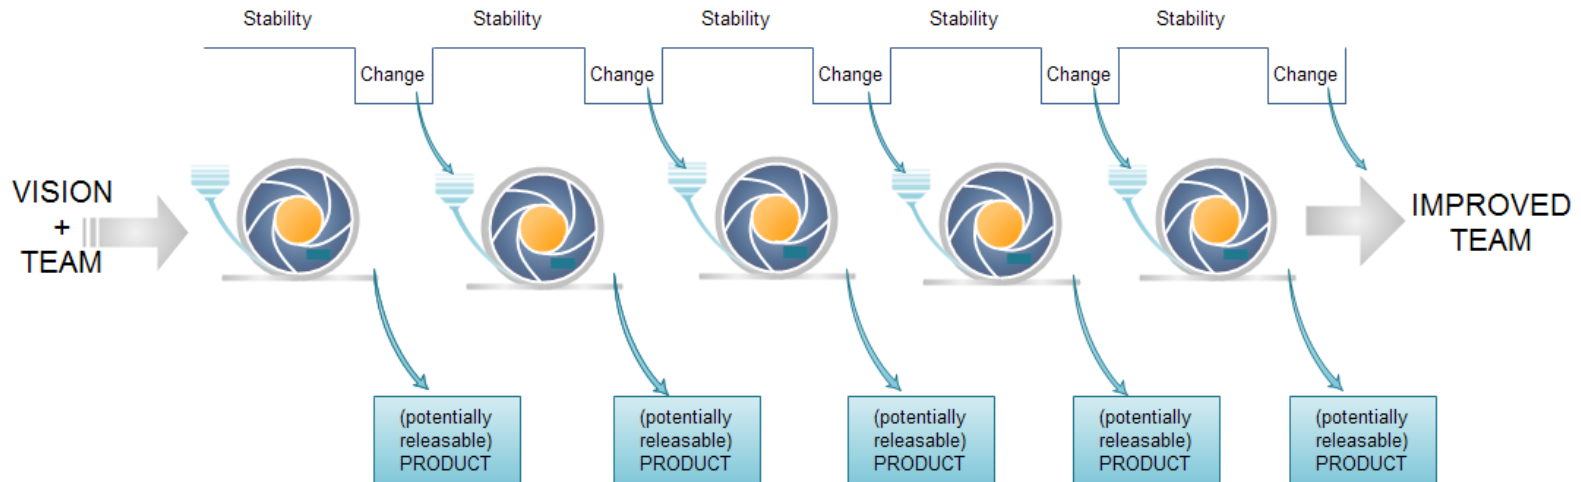 Stability
Stability
Stability
Stability
Stability
Change
Change
Change
Change
Change
VISION
+
TEAM
IMPROVED
TEAM
(potentially
releasable)
PRODUCT
(potentially
releasable)
PRODUCT
(potentially
releasable)
PRODUCT
(potentially
releasable)
PRODUCT
(potentially
releasable)
PRODUCT